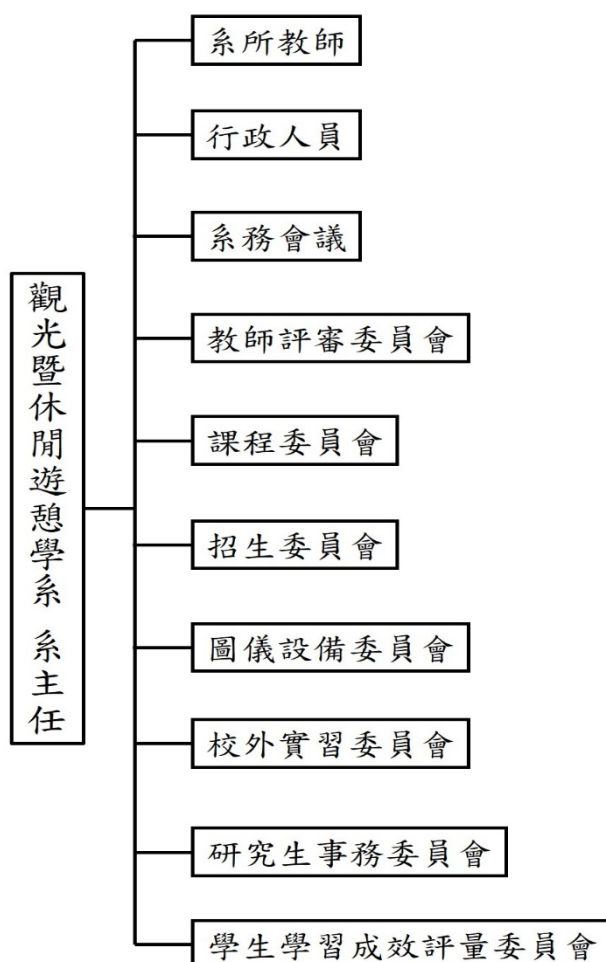 系所教師
行政人員
系務會議
觀光暨休閒遊憩學系 系主任
教師評審委員會
課程委員會
招生委員會
圖儀設備委員會
校外實習委員會
研究生事務委員會
學生學習成效評量委員會